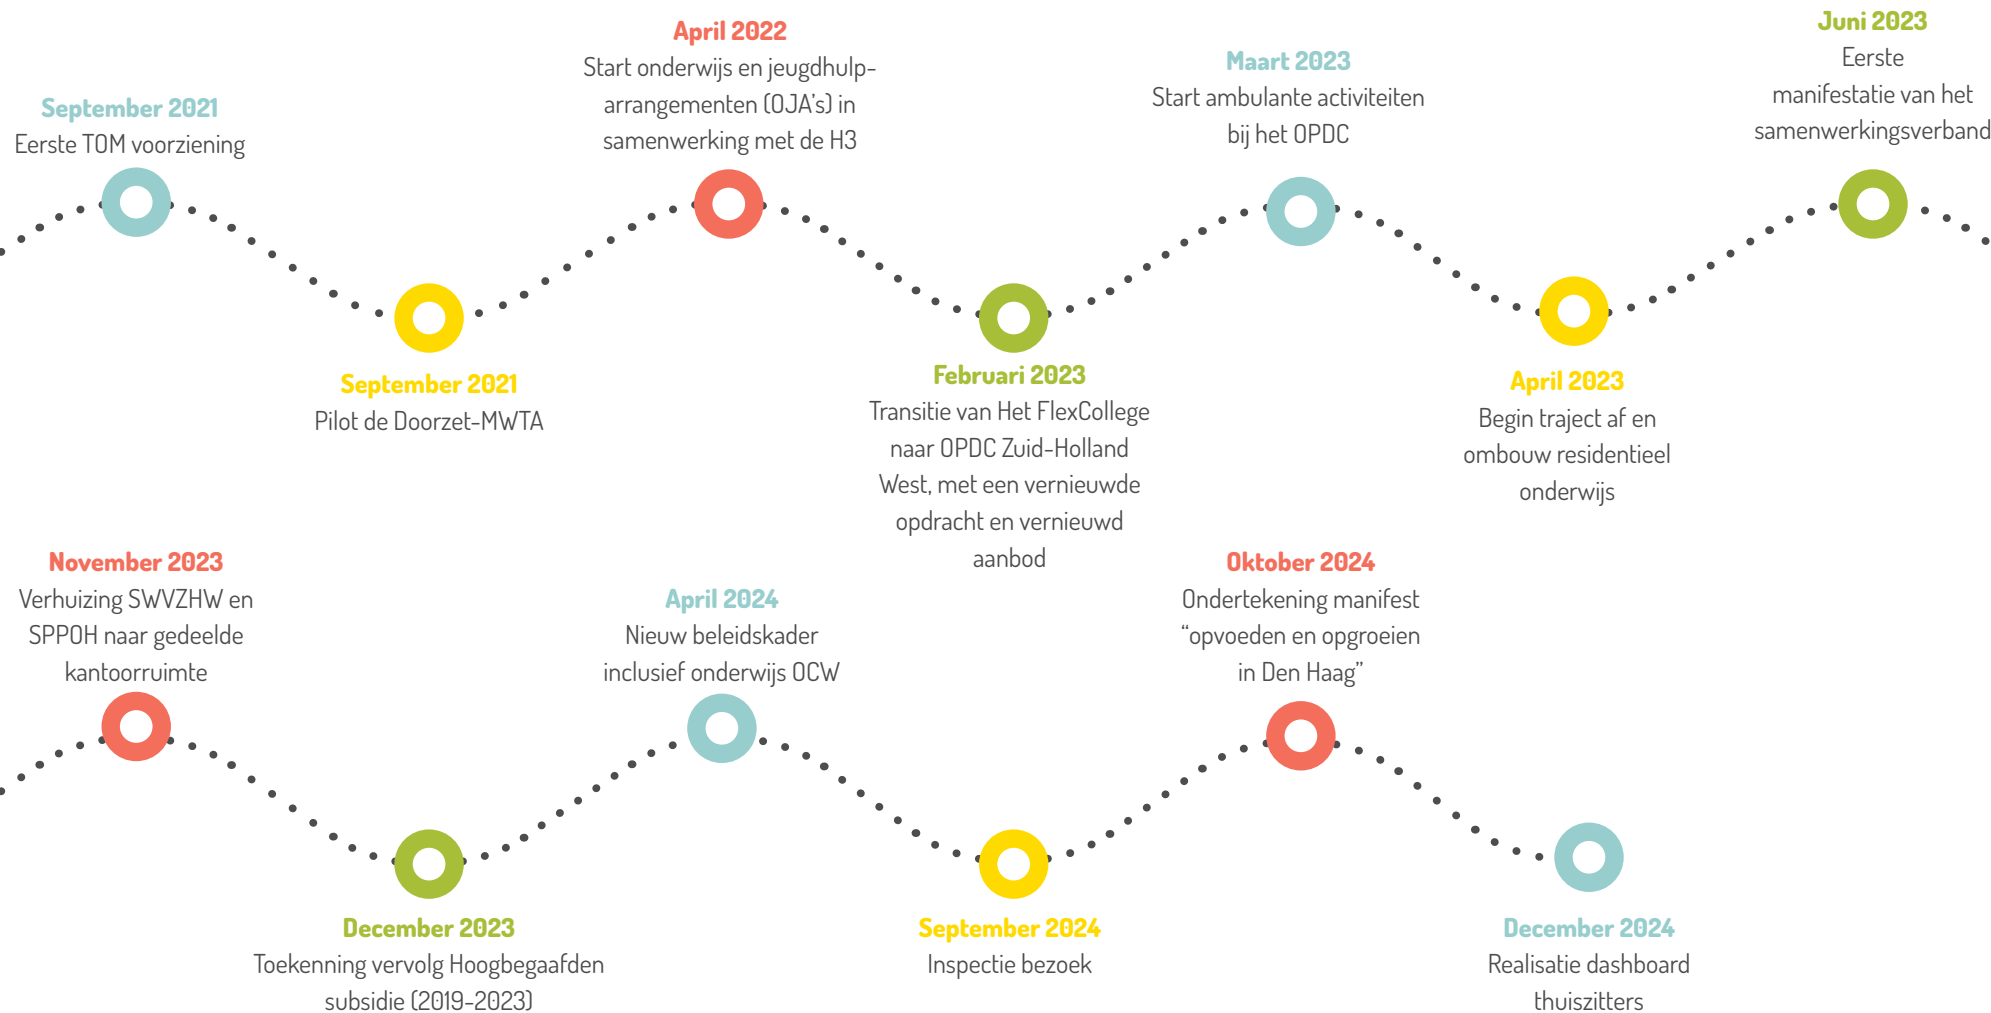 September 2021
Eerste TOM voorziening
September 2021
Pilot de Doorzet-MWTA
April 2022
Start onderwijs en jeugdhulp-
arrangementen (OJA’s) in
samenwerking met de H3
Februari 2023
Transitie van Het FlexCollege
naar OPDC Zuid-Holland
West, met een vernieuwde
opdracht en vernieuwd
aanbod
Maart 2023
Start ambulante activiteiten
bij het OPDC
April 2023
Begin traject af en
ombouw residentieel
onderwijs
Juni 2023
Eerste
manifestatie van het
samenwerkingsverband
November 2023
Verhuizing SWVZHW en
SPPOH naar gedeelde
kantoorruimte
December 2023
Toekenning vervolg Hoogbegaafden
subsidie (2019-2023)
April 2024
Nieuw beleidskader
inclusief onderwijs OCW
September 2024
Inspectie bezoek
Oktober 2024
Ondertekening manifest
“opvoeden en opgroeien
in Den Haag”
December 2024
Realisatie dashboard
thuiszitters